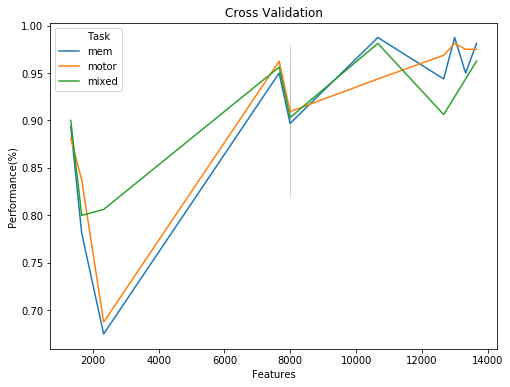 Cross Validation
1.00
0.95
0.90
0.85
0.80
0.75
0.70
Performance(%)
Task
mem
motor
mixed
2000
4000
6000
8000
10000
12000
14000
Features